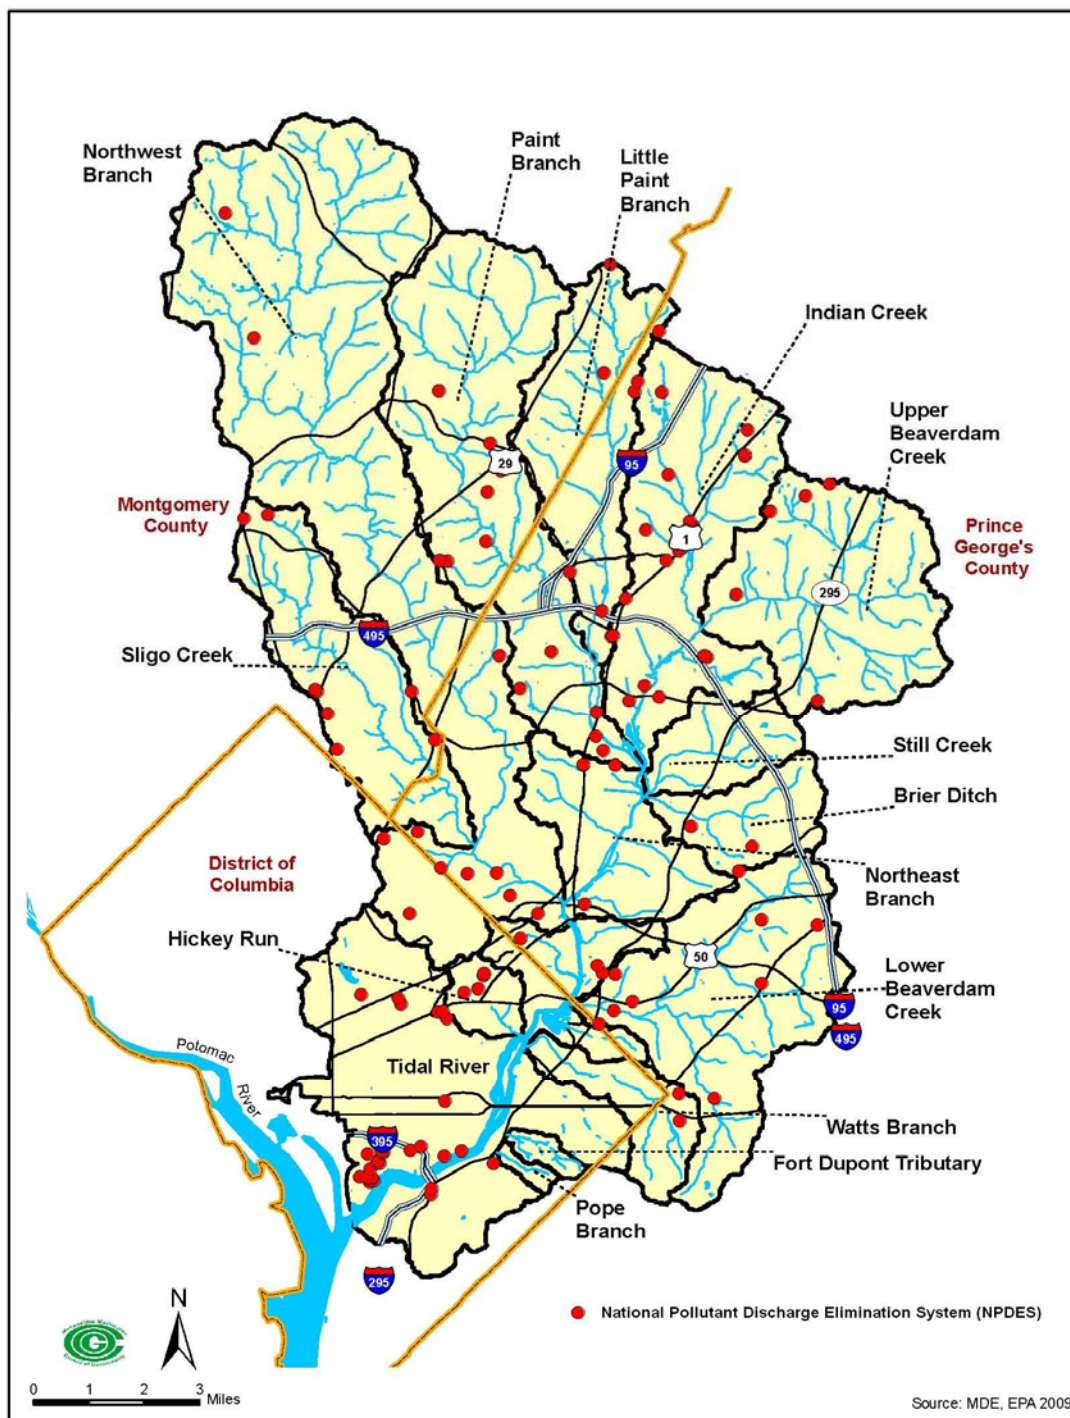 Northwest
Branch
Paint
Branch
Little
Paint
Branch
Indian Creek
Upper
Beaverdam
Creek
29
95
Montgomery
County
1
Prince
George's
County
295
495
Sligo Creek
Still Creek
Brier Ditch
District of
Columbia
Northeast
Branch
Hickey Run
50
Lower
Beaverdam
Creek
95
495
Potomac
River
Tidal River
395
Watts Branch
Fort Dupont Tributary
Pope
Branch
295
N
National Pollutant Discharge Elimination System (NPDES)
0 1 2 3 Miles
Source: MDE, EPA 2009